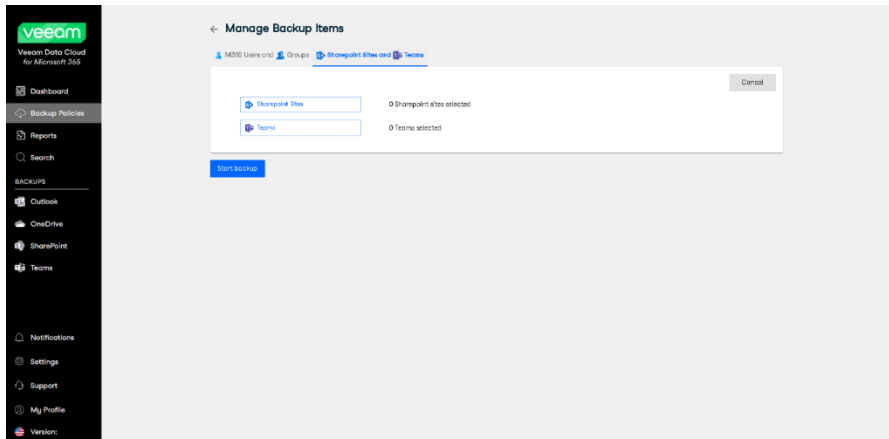 veeam
Veeam Data Cloud
for Microsoft 365
Dashboard
Backup Policies
Reports
Search
BACKUPS
Outlook
OneDrive
SharePoint
Teams
Notifications
Settings
Support
My Profile
Version:
← Manage Backup Items
M365 Users and Groups Sharepoint Sites and Teams
Cancel
Sharepoint Sites 0 Sharepoint sites selected
Teams 0 Teams selected
Start backup